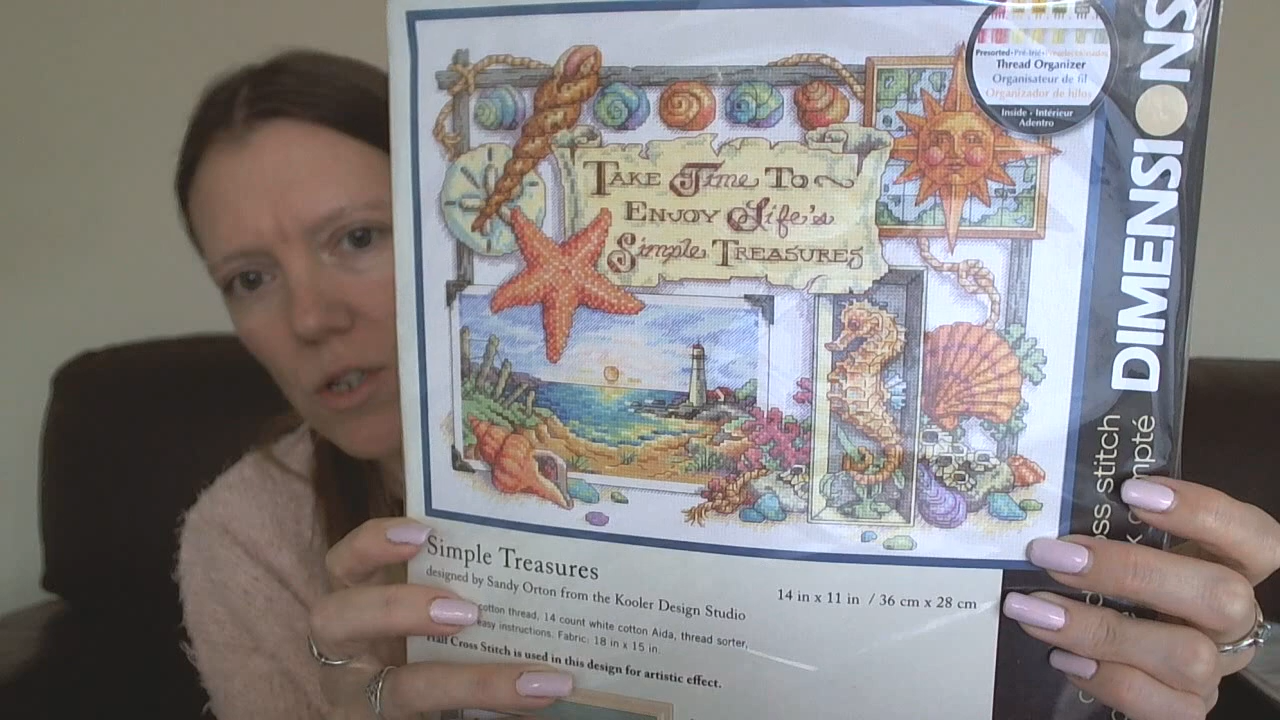 Presorted • Pré-trié •
Thread Organizer
Organisateur de fil
Organizador de hilos
Inside • Intérieur
Adentro
DIMENSIONS
TAKE Time TO
ENJOY Life's
Simple TREASURES
Simple Treasures
designed by Sandy Orton from the Kooler Design Studio
14 in x 11 in / 36 cm x 28 cm
cotton thread, 14 count white cotton Aida, thread sorter,
easy instructions. Fabric: 18 in x 15 in.
Half Cross Stitch is used in this design for artistic effect.
stitch